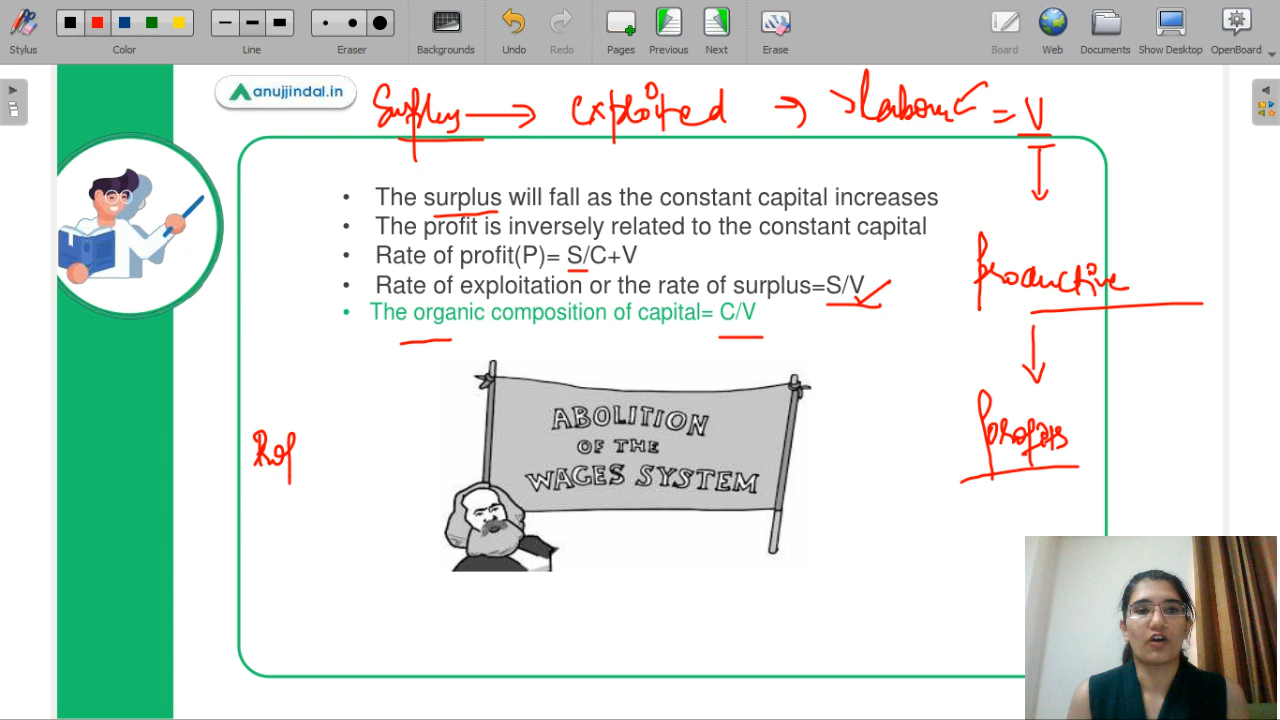 Stylus
Color
Line
Eraser
Backgrounds
Undo
Redo
Pages
Previous
Next
Erase
Board
Web
Documents
Show Desktop
OpenBoard
anujjindal.in
Surplus → exploited → labour = V
• The surplus will fall as the constant capital increases
• The profit is inversely related to the constant capital
• Rate of profit(P)= S/C+V
• Rate of exploitation or the rate of surplus=S/V
• The organic composition of capital= C/V
Productive
Profits
ABOLITION
OF THE
WAGES SYSTEM